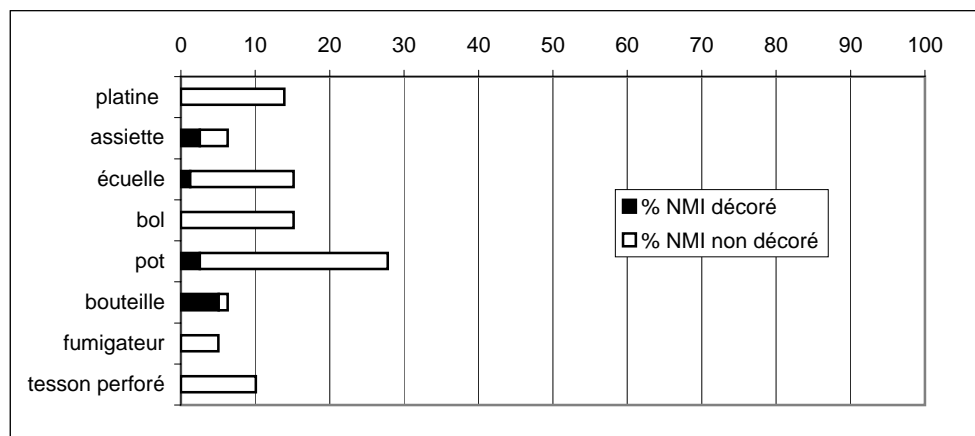 0 10 20 30 40 50 60 70 80 90 100
platine
assiette
écuelle
bol
pot
bouteille
fumigateur
tesson perforé
% NMI décoré
% NMI non décoré